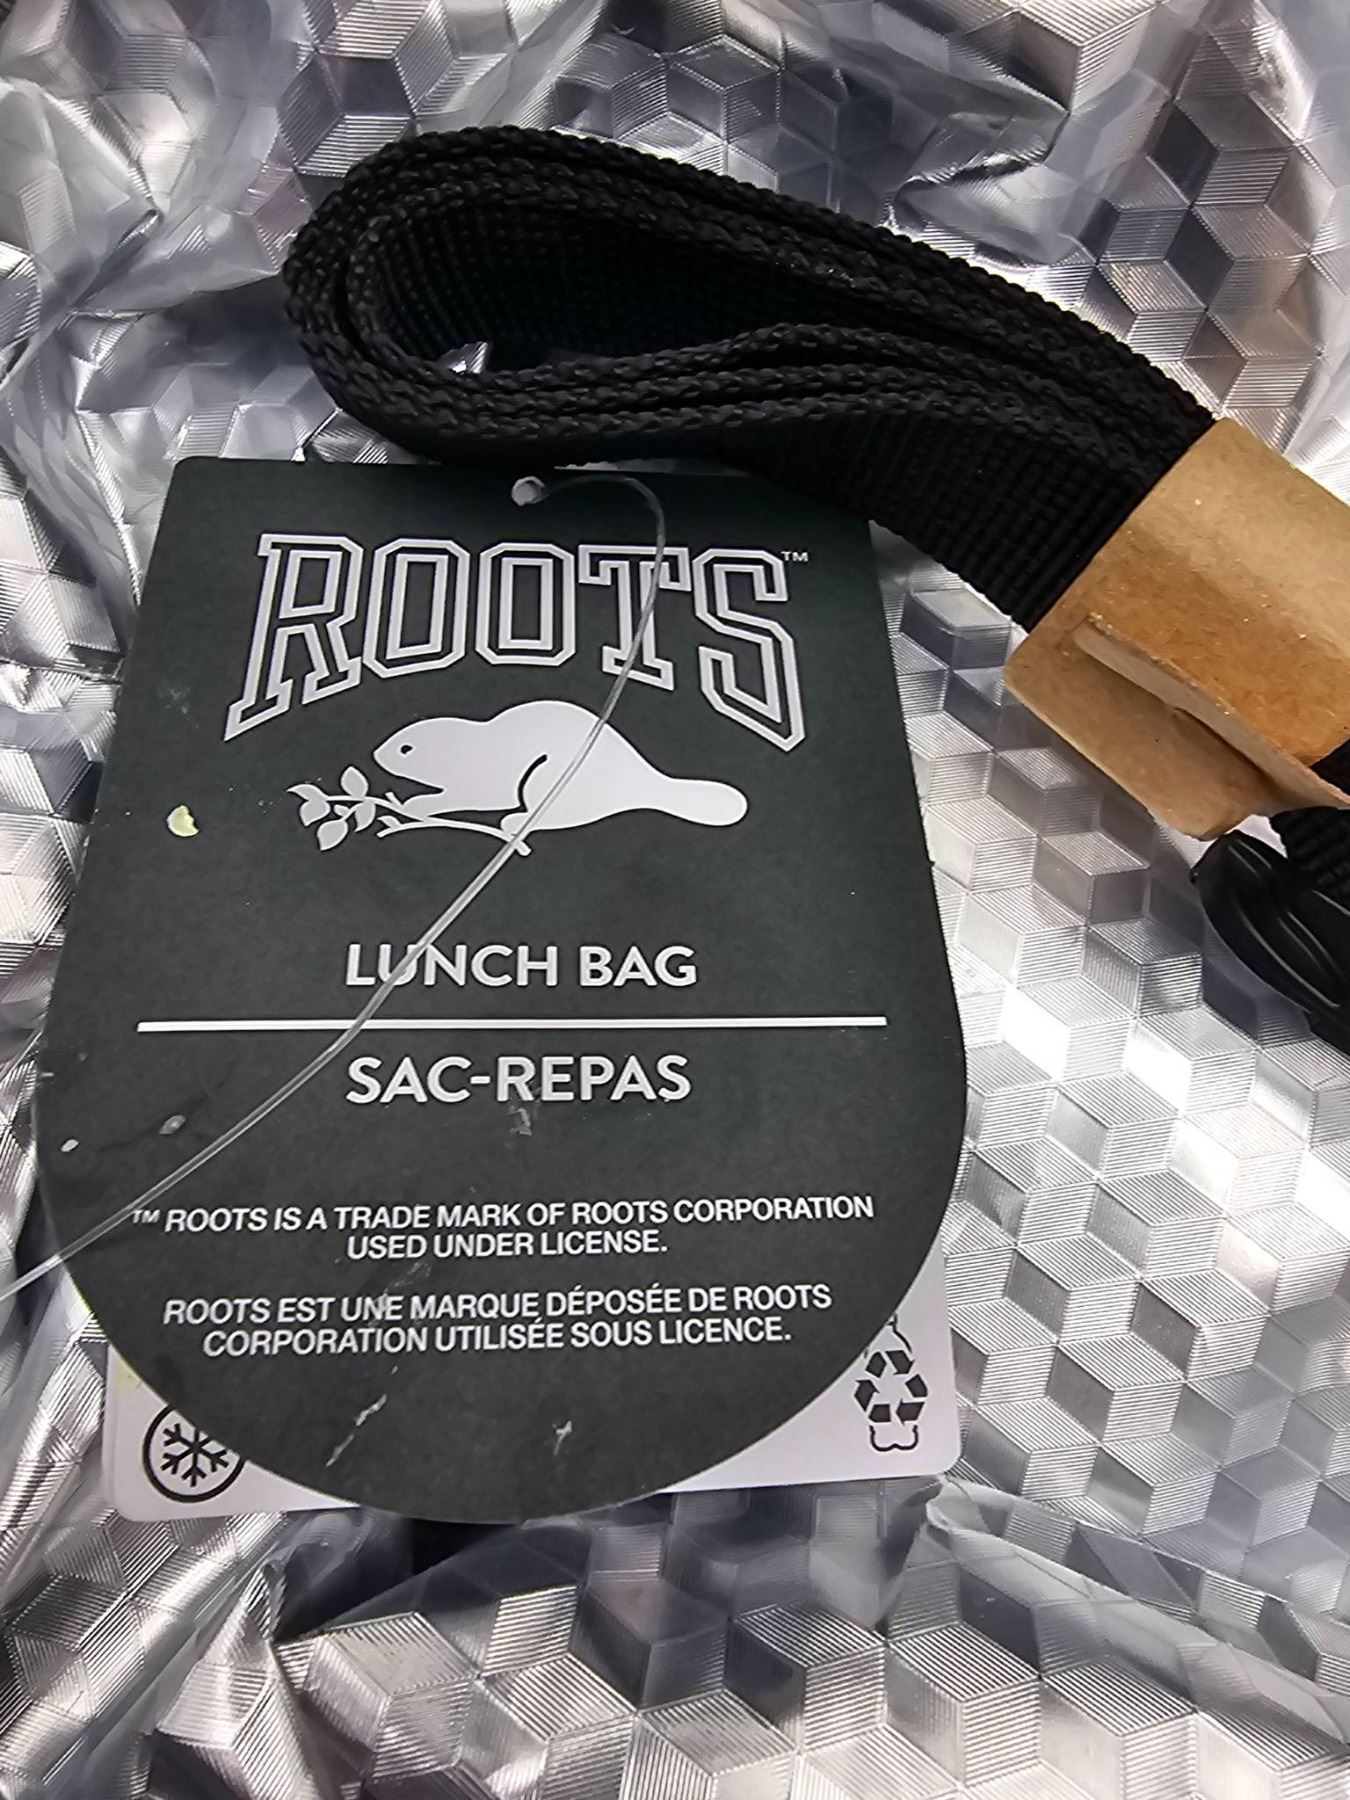 ROOTS™
LUNCH BAG
SAC-REPAS
™ ROOTS IS A TRADE MARK OF ROOTS CORPORATION
USED UNDER LICENSE.
ROOTS EST UNE MARQUE DÉPOSÉE DE ROOTS
CORPORATION UTILISÉE SOUS LICENCE.